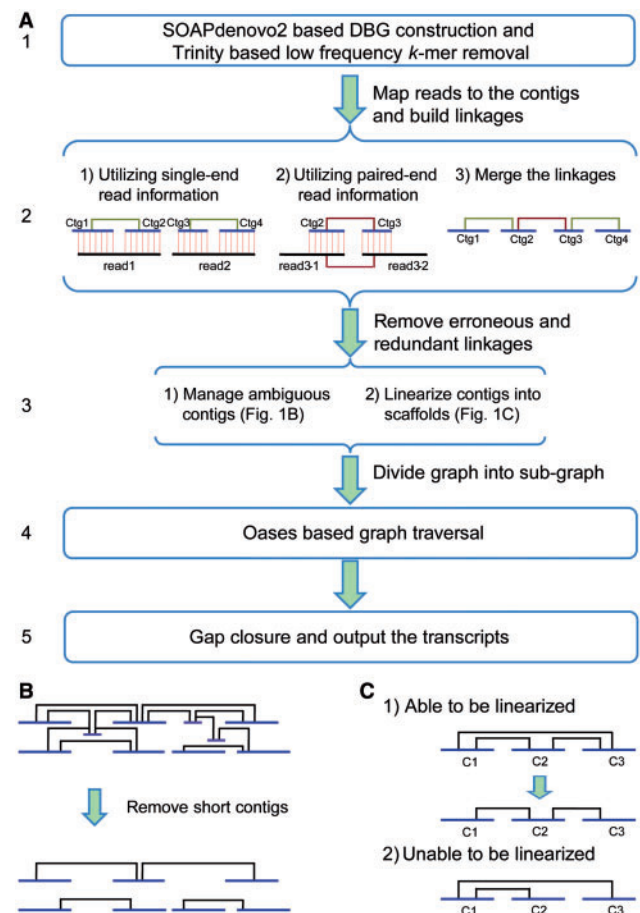 A
1
SOAPdenovo2 based DBG construction and
Trinity based low frequency k-mer removal
Map reads to the contigs
and build linkages
2
1) Utilizing single-end
read information
2) Utilizing paired-end
read information
3) Merge the linkages
Ctg1 Ctg2 Ctg3 Ctg4
read1 read2
Ctg2 Ctg3
read3-1 read3-2
Ctg1 Ctg2 Ctg3 Ctg4
Remove erroneous and
redundant linkages
3
1) Manage ambiguous
contigs (Fig. 1B)
2) Linearize contigs into
scaffolds (Fig. 1C)
Divide graph into sub-graph
4
Oases based graph traversal
5
Gap closure and output the transcripts
B
Remove short contigs
C
1) Able to be linearized
C1 C2 C3
C1 C2 C3
2) Unable to be linearized
C1 C2 C3